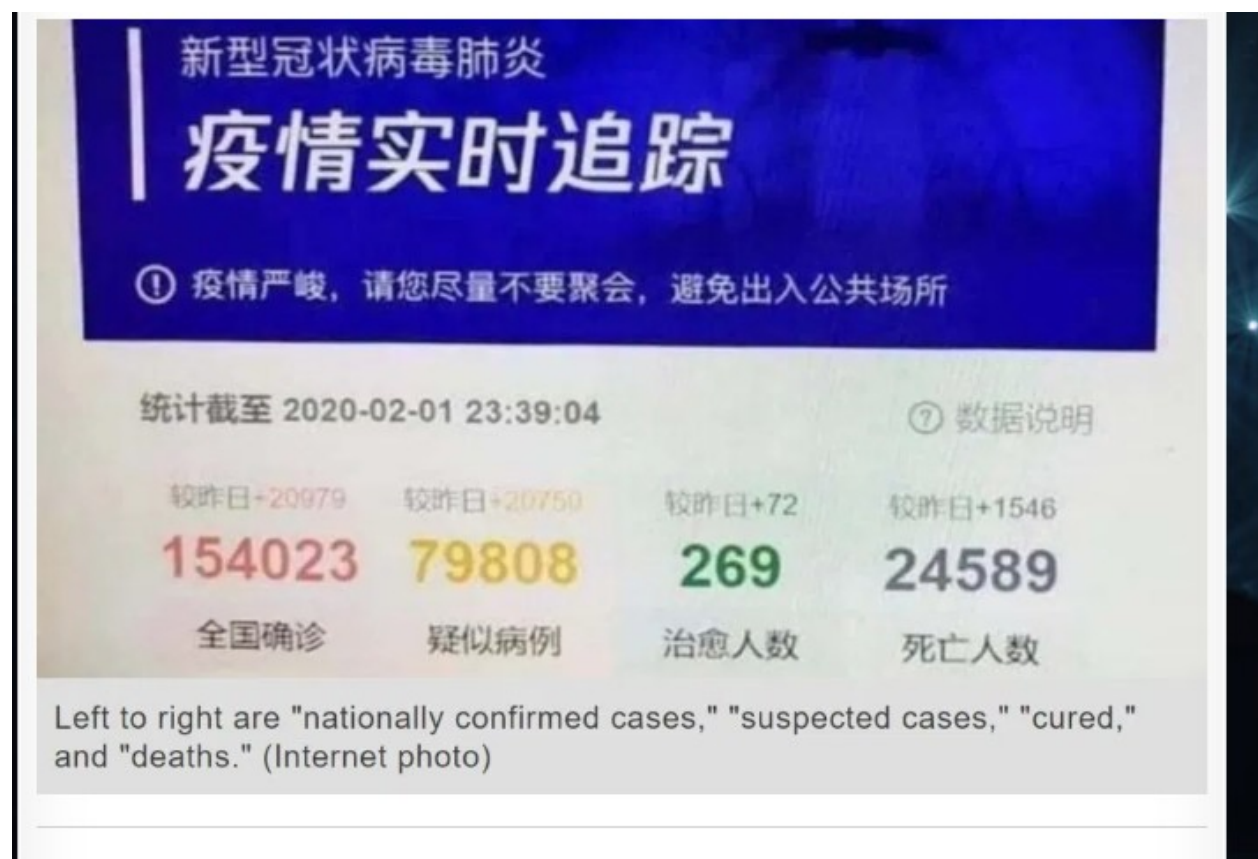 新型冠状病毒肺炎
疫情实时追踪
! 疫情严峻，请您尽量不要聚会，避免出入公共场所
统计截至 2020-02-01 23:39:04
? 数据说明
较昨日+20979 较昨日+20750 较昨日+72 较昨日+1546
154023 79808 269 24589
全国确诊 疑似病例 治愈人数 死亡人数
Left to right are "nationally confirmed cases," "suspected cases," "cured,"
and "deaths." (Internet photo)